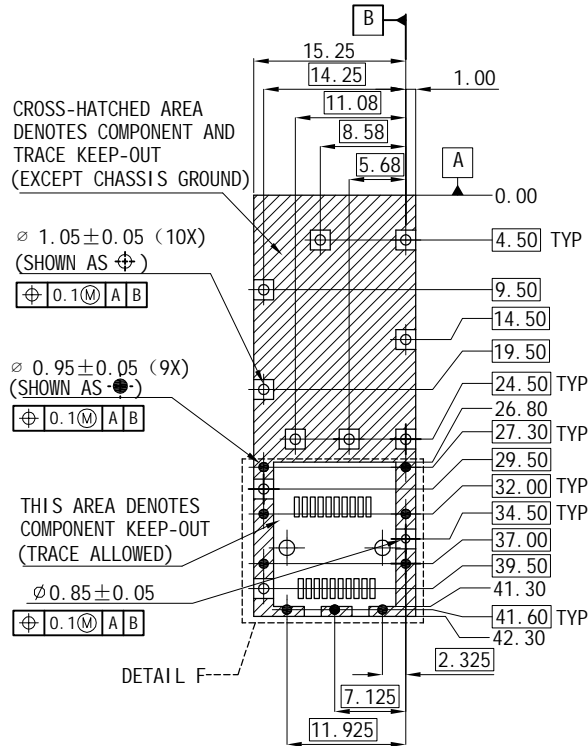 B
15.25
14.25
1.00
11.08
8.58
5.68
CROSS-HATCHED AREA
DENOTES COMPONENT AND
TRACE KEEP-OUT
(EXCEPT CHASSIS GROUND)
A
0.00
4.50 TYP
⌀ 1.05±0.05 (10X)
(SHOWN AS ⌖)
⌖ 0.1Ⓜ A B
9.50
14.50
19.50
⌀ 0.95±0.05 (9X)
(SHOWN AS )
⌖ 0.1Ⓜ A B
24.50 TYP
26.80
27.30 TYP
29.50
32.00 TYP
34.50 TYP
37.00
39.50
41.30
41.60 TYP
42.30
THIS AREA DENOTES
COMPONENT KEEP-OUT
(TRACE ALLOWED)
⌀0.85±0.05
⌖ 0.1Ⓜ A B
DETAIL F
2.325
7.125
11.925